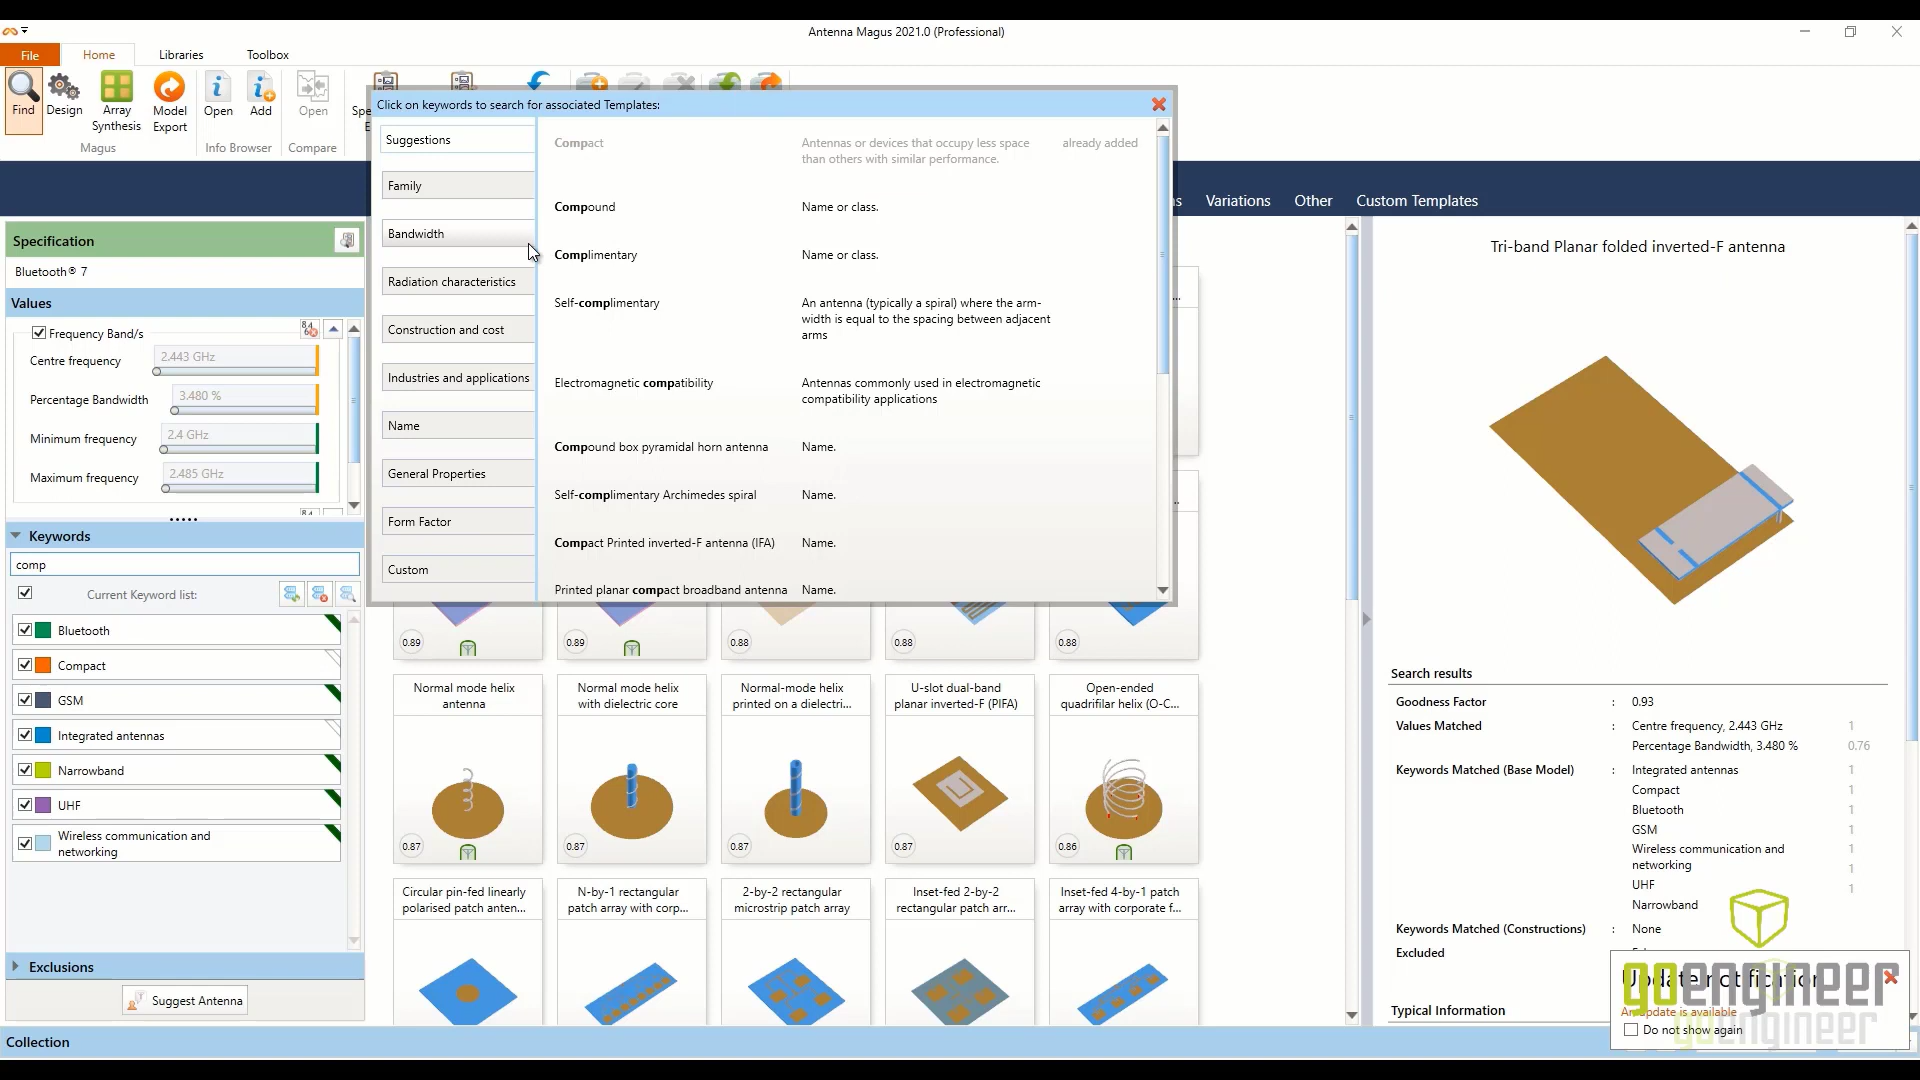 Antenna Magus 2021.0 (Professional)
File
Home
Libraries
Toolbox
Find
Design
Array
Synthesis
Model
Export
Open
Add
Open
Magus
Info Browser
Compare
Click on keywords to search for associated Templates:
Suggestions
Family
Bandwidth
Radiation characteristics
Construction and cost
Industries and applications
Name
General Properties
Form Factor
Custom
Compact
Antennas or devices that occupy less space
than others with similar performance.
already added
Compound
Name or class.
Complimentary
Name or class.
Self-complimentary
An antenna (typically a spiral) where the arm-
width is equal to the spacing between adjacent
arms
Electromagnetic compatibility
Antennas commonly used in electromagnetic
compatibility applications
Compound box pyramidal horn antenna
Name.
Self-complimentary Archimedes spiral
Name.
Compact Printed inverted-F antenna (IFA)
Name.
Printed planar compact broadband antenna
Name.
Variations
Other
Custom Templates
Specification
Bluetooth® 7
Values
Frequency Band/s
Centre frequency
2.443 GHz
Percentage Bandwidth
3.480 %
Minimum frequency
2.4 GHz
Maximum frequency
2.485 GHz
Keywords
comp
Current Keyword list:
Bluetooth
Compact
GSM
Integrated antennas
Narrowband
UHF
Wireless communication and
networking
Exclusions
Suggest Antenna
Collection
0.89
0.89
0.88
0.88
0.88
Normal mode helix
antenna
Normal mode helix
with dielectric core
Normal-mode helix
printed on a dielectri...
U-slot dual-band
planar inverted-F (PIFA)
Open-ended
quadrifilar helix (O-C...
0.87
0.87
0.87
0.87
0.86
Circular pin-fed linearly
polarised patch anten...
N-by-1 rectangular
patch array with corp...
2-by-2 rectangular
microstrip patch array
Inset-fed 2-by-2
rectangular patch arr...
Inset-fed 4-by-1 patch
array with corporate f...
Tri-band Planar folded inverted-F antenna
Search results
Goodness Factor : 0.93
Values Matched : Centre frequency, 2.443 GHz 1
Percentage Bandwidth, 3.480 % 0.76
Keywords Matched (Base Model) : Integrated antennas 1
Compact 1
Bluetooth 1
GSM 1
Wireless communication and 1
networking 1
UHF 1
Narrowband
Keywords Matched (Constructions) : None
Excluded
Typical Information
Update notification
An update is available
Do not show again
goengineer
goengineer